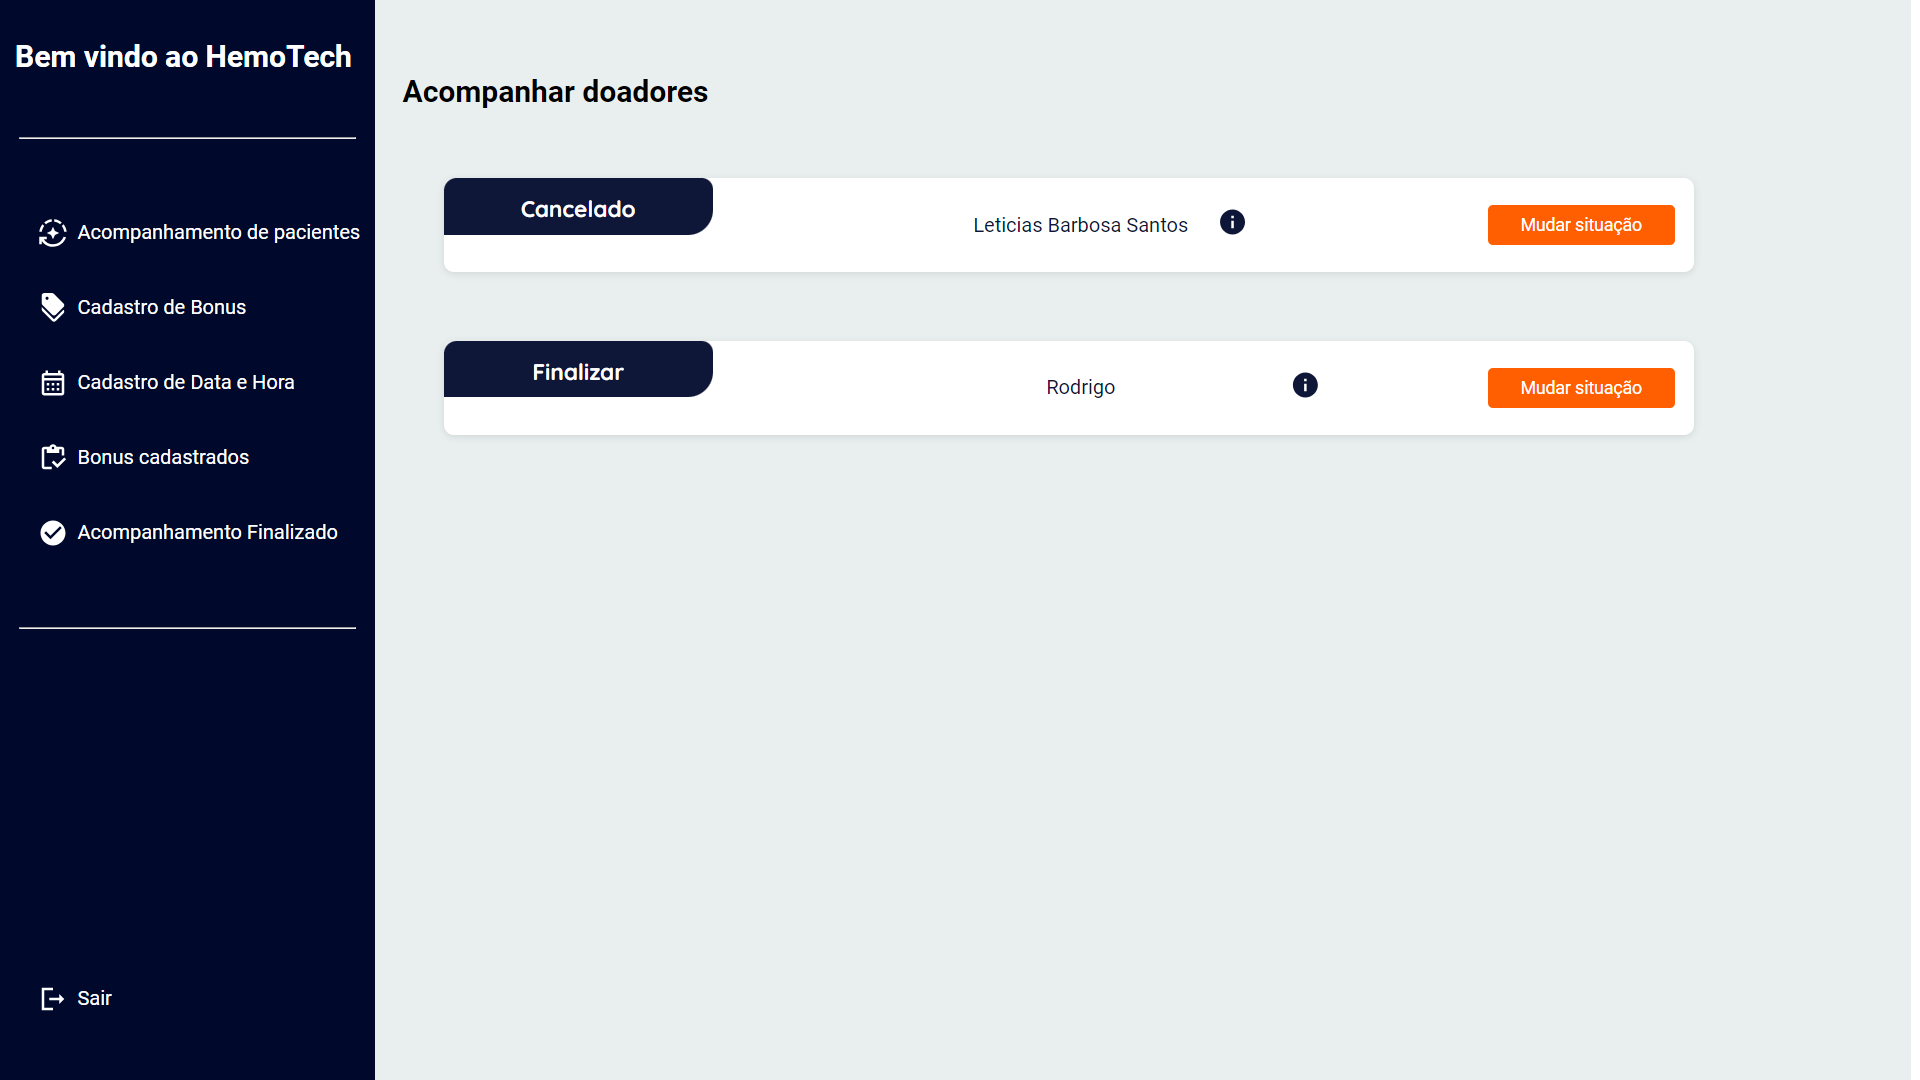 Bem vindo ao HemoTech
Acompanhamento de pacientes
Cadastro de Bonus
Cadastro de Data e Hora
Bonus cadastrados
Acompanhamento Finalizado
Sair
Acompanhar doadores
Cancelado
Leticias Barbosa Santos
Mudar situação
Finalizar
Rodrigo
Mudar situação